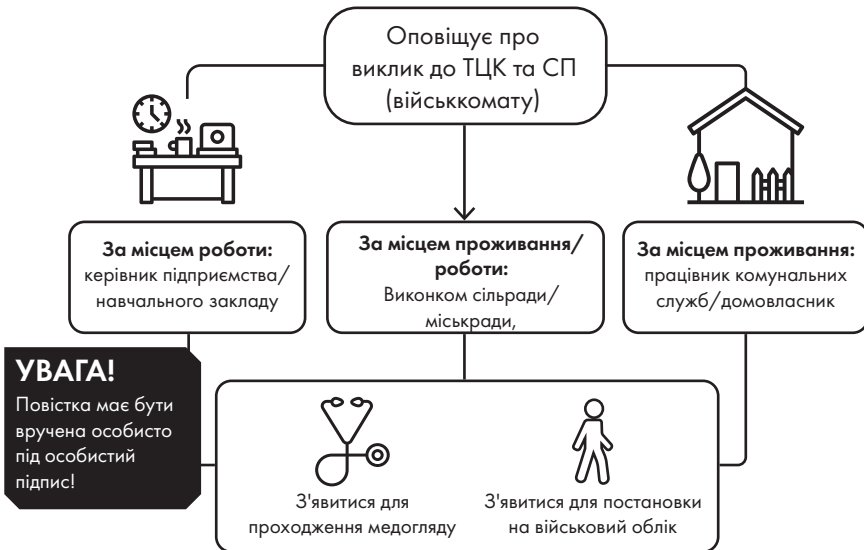 Оповіщує про
виклик до ТЦК та СП
(військкомату)
За місцем роботи:
керівник підприємства/
навчального закладу
За місцем проживання/
роботи:
Виконком сільради/
міськради,
За місцем проживання:
працівник комунальних
служб/домовласник
УВАГА!
Повістка має бути
вручена особисто
під особистий
підпис!
З'явитися для
проходження медогляду
З'явитися для постановки
на військовий облік